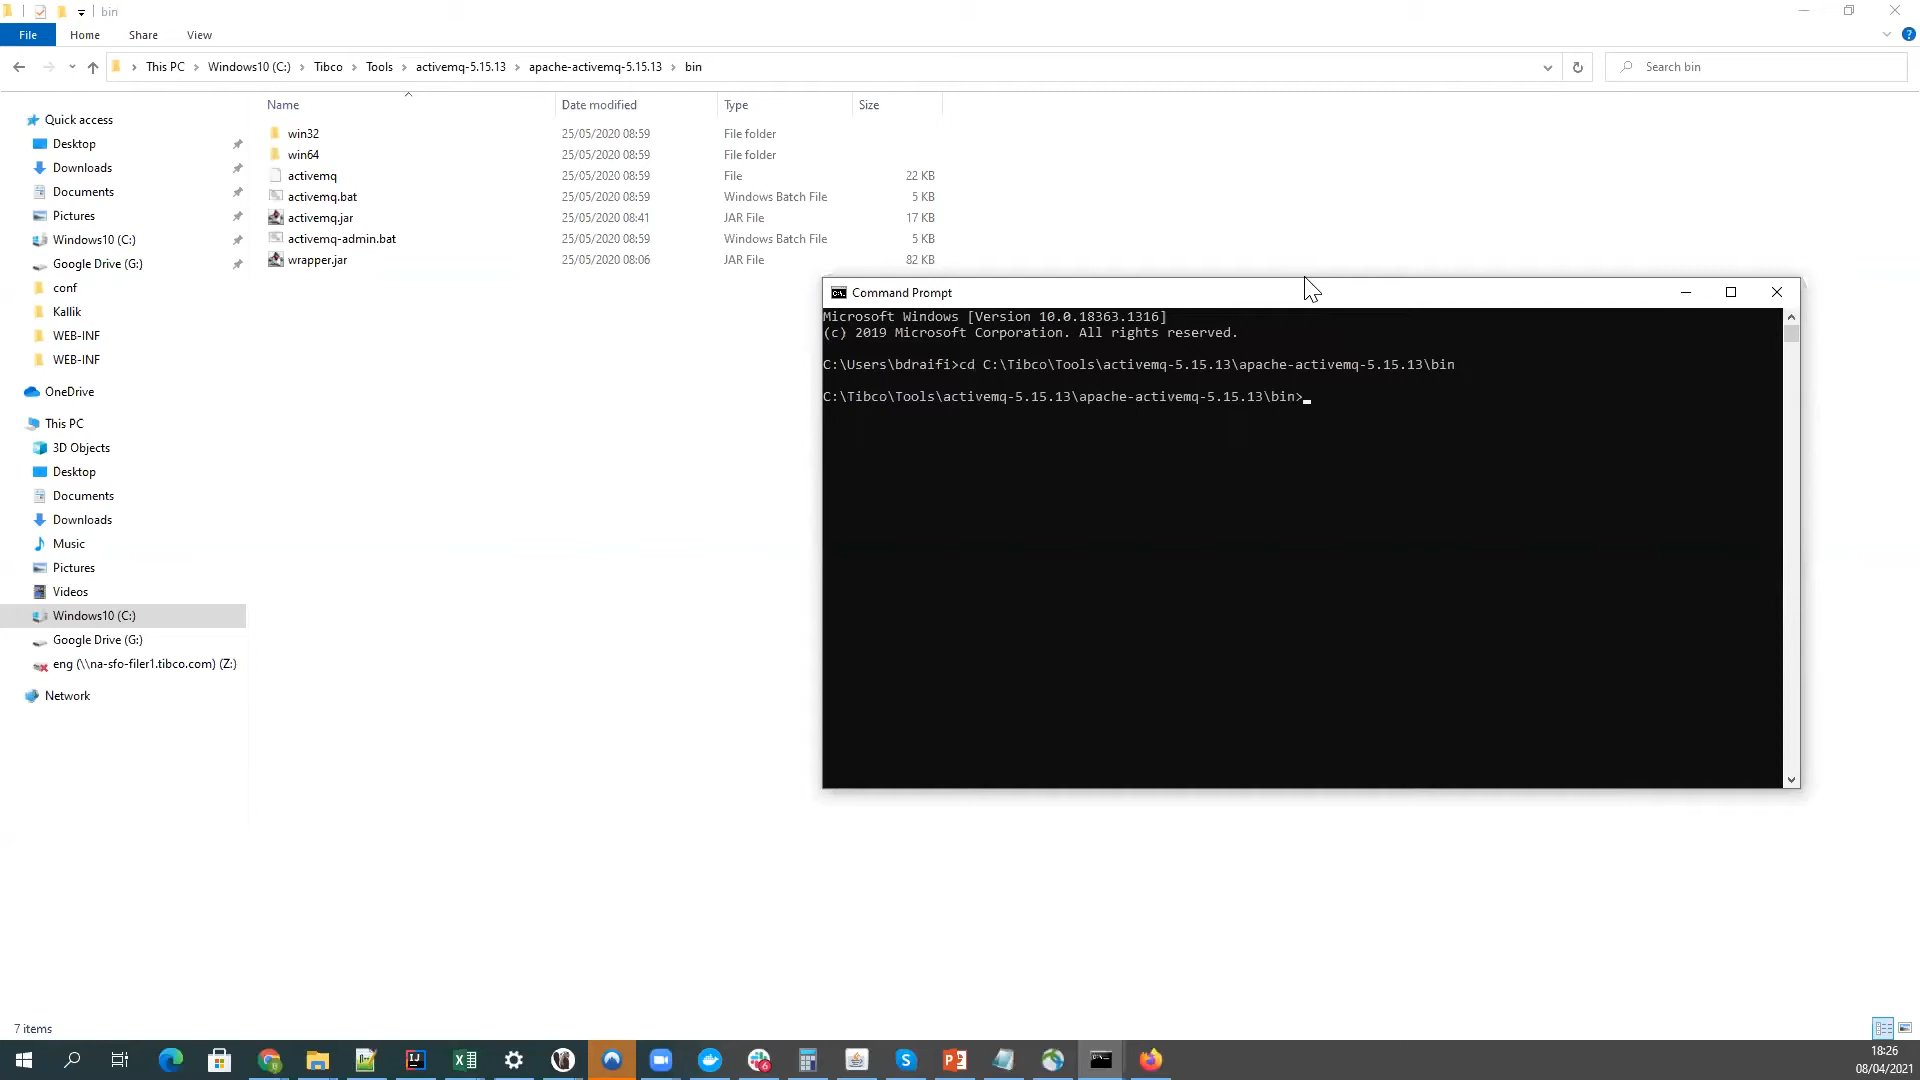 bin
File Home Share View
This PC Windows10 (C:) Tibco Tools activemq-5.15.13 apache-activemq-5.15.13 bin
Search bin
Name Date modified Type Size
win32 25/05/2020 08:59 File folder
win64 25/05/2020 08:59 File folder
activemq 25/05/2020 08:59 File 22 KB
activemq.bat 25/05/2020 08:59 Windows Batch File 5 KB
activemq.jar 25/05/2020 08:41 JAR File 17 KB
activemq-admin.bat 25/05/2020 08:59 Windows Batch File 5 KB
wrapper.jar 25/05/2020 08:06 JAR File 82 KB
Quick access
Desktop
Downloads
Documents
Pictures
Windows10 (C:)
Google Drive (G:)
conf
Kallik
WEB-INF
WEB-INF
OneDrive
This PC
3D Objects
Desktop
Documents
Downloads
Music
Pictures
Videos
Windows10 (C:)
Google Drive (G:)
eng (\\na-sfo-filer1.tibco.com) (Z:)
Network
Command Prompt
Microsoft Windows [Version 10.0.18363.1316]
(c) 2019 Microsoft Corporation. All rights reserved.
C:\Users\bdraifi>cd C:\Tibco\Tools\activemq-5.15.13\apache-activemq-5.15.13\bin
C:\Tibco\Tools\activemq-5.15.13\apache-activemq-5.15.13\bin>
7 items
18:26
08/04/2021